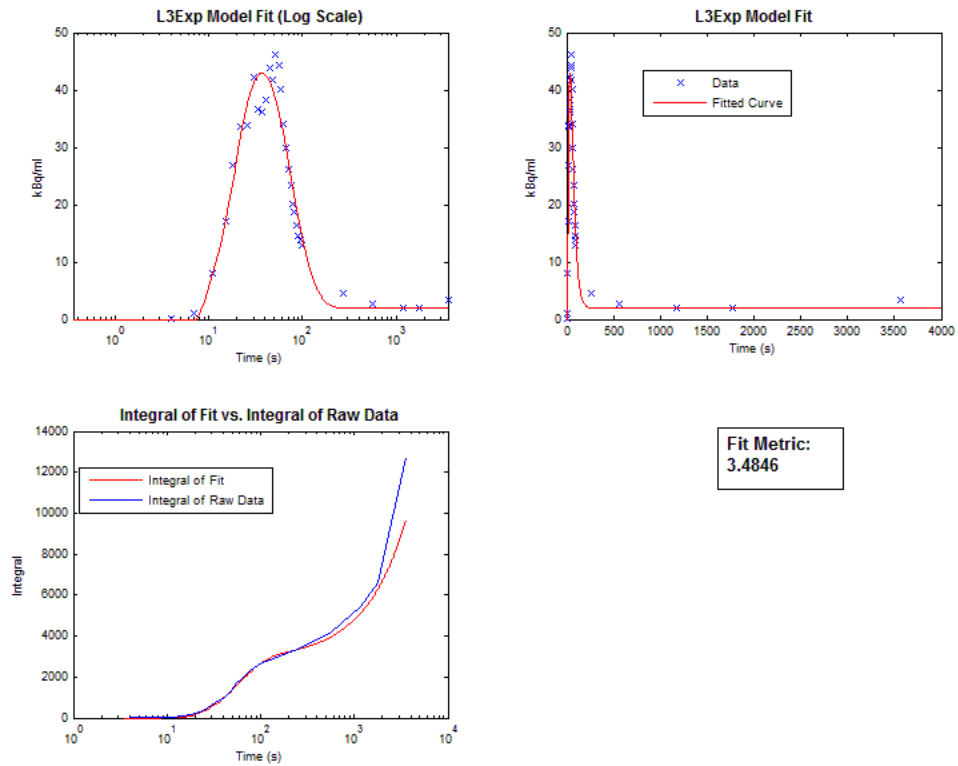 L3Exp Model Fit (Log Scale)
50
40
30
20
10
0
kBq/ml
10^0
10^1
10^2
10^3
Time (s)
L3Exp Model Fit
50
40
30
20
10
0
kBq/ml
Data
Fitted Curve
0 500 1000 1500 2000 2500 3000 3500 4000
Time (s)
Integral of Fit vs. Integral of Raw Data
14000
12000
10000
8000
6000
4000
2000
0
Integral
Integral of Fit
Integral of Raw Data
10^0 10^1 10^2 10^3 10^4
Time (s)
Fit Metric:
3.4846